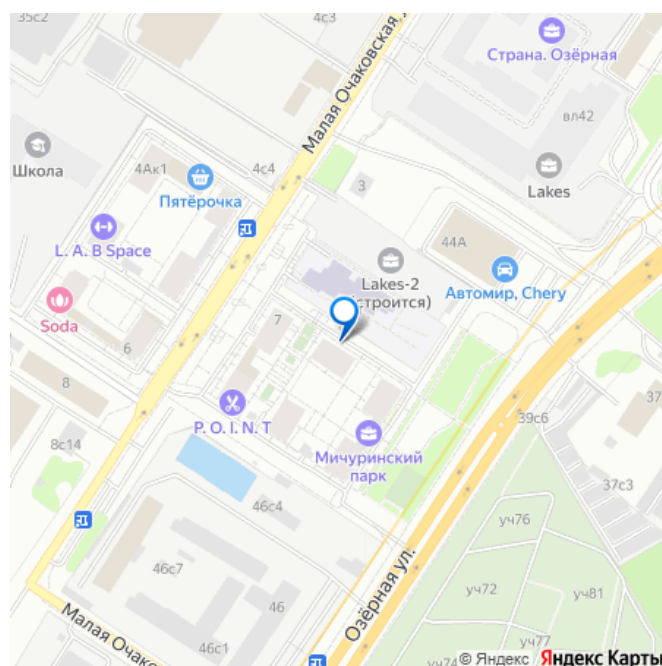 35с2
4с3
Малая Очаковская у
Страна. Озёрная
вл42
Школа
4Ак1
4с4
Пятёрочка
3
Lakes
L. A. B Space
44А
Lakes-2
(строится)
Автомир, Chery
Soda
7
6
8
P. O. I. N. T
39с6
37
8с14
Мичуринский
парк
37с3
46с4
уч76
Озёрная ул.
46с7
уч72
уч81
46
Малая Очако
46с1
уч77
уч74
© Яндекс Яндекс Карты